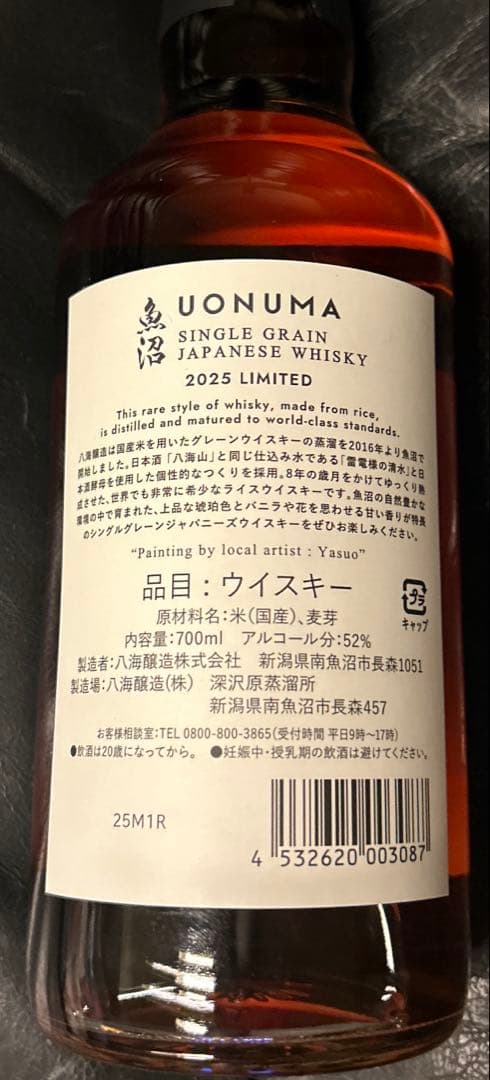 魚沼
UONUMA
SINGLE GRAIN
JAPANESE WHISKY
2025 LIMITED
This rare style of whisky, made from rice,
is distilled and matured to world-class standards.
八海醸造は国産米を用いたグレーンウイスキーの蒸溜を2016年より魚沼で
開始しました。日本酒「八海山」と同じ仕込み水である「雷電様の清水」と日
本酒酵母を使用した個性的なつくりを採用。8年の歳月をかけてゆっくり熟
成させた、世界でも非常に希少なライスウイスキーです。魚沼の自然豊かな
環境の中で育まれた、上品な琥珀色とバニラや花を思わせる甘い香りが特長
のシングルグレーンジャパニーズウイスキーをぜひお楽しみください。
“Painting by local artist : Yasuo”
品目：ウイスキー
原材料名：米（国産）、麦芽
内容量：700ml アルコール分：52%
プラ
キャップ
製造者：八海醸造株式会社 新潟県南魚沼市長森1051
製造場：八海醸造（株） 深沢原蒸溜所
新潟県南魚沼市長森457
お客様相談室：TEL 0800-800-3865（受付時間 平日9時〜17時）
●飲酒は20歳になってから。 ●妊娠中・授乳期の飲酒は避けてください。
25M1R
4 532620 003087